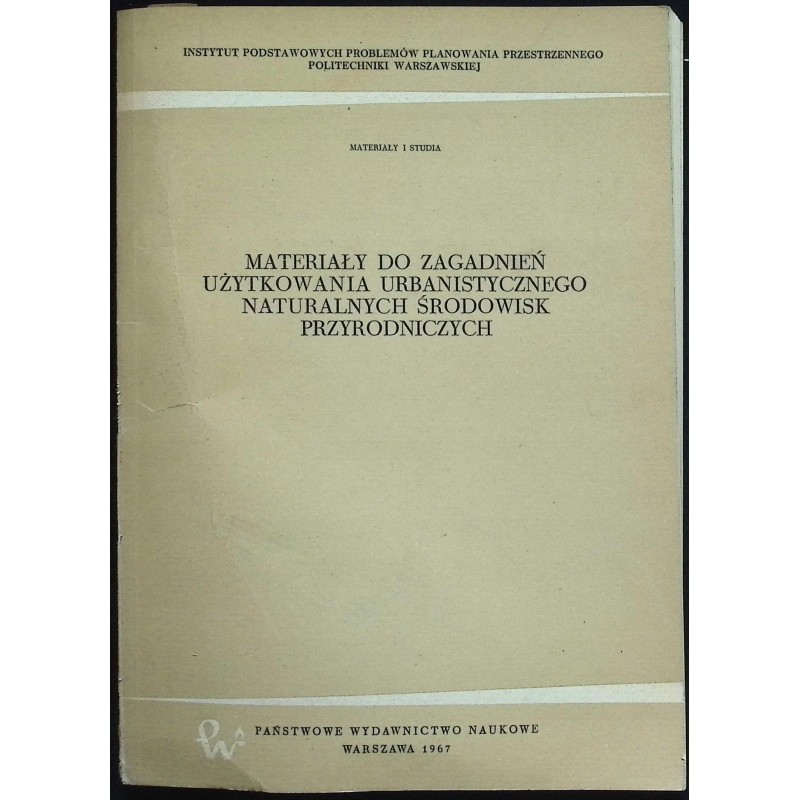 INSTYTUT PODSTAWOWYCH PROBLEMÓW PLANOWANIA PRZESTRZENNEGO
POLITECHNIKI WARSZAWSKIEJ
MATERIAŁY I STUDIA
MATERIAŁY DO ZAGADNIEŃ
UŻYTKOWANIA URBANISTYCZNEGO
NATURALNYCH ŚRODOWISK
PRZYRODNICZYCH
PAŃSTWOWE WYDAWNICTWO NAUKOWE
WARSZAWA 1967